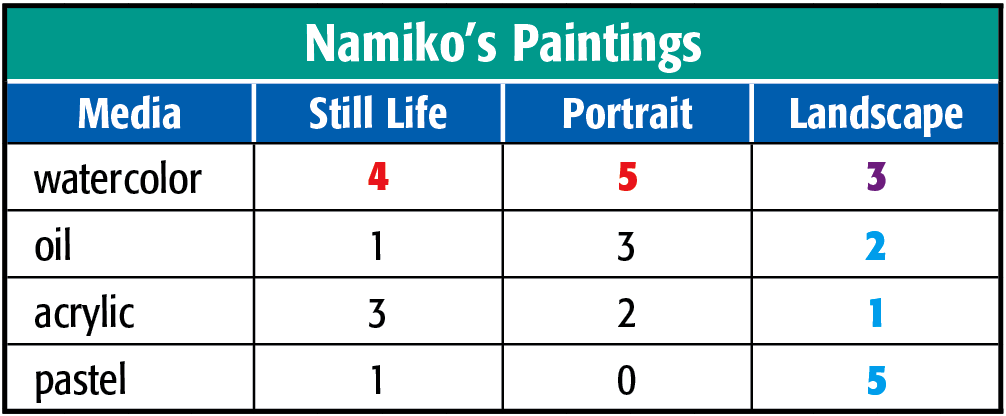 Namiko's Paintings
Media Still Life Portrait Landscape
watercolor 4 5 3
oil 1 3 2
acrylic 3 2 1
pastel 1 0 5